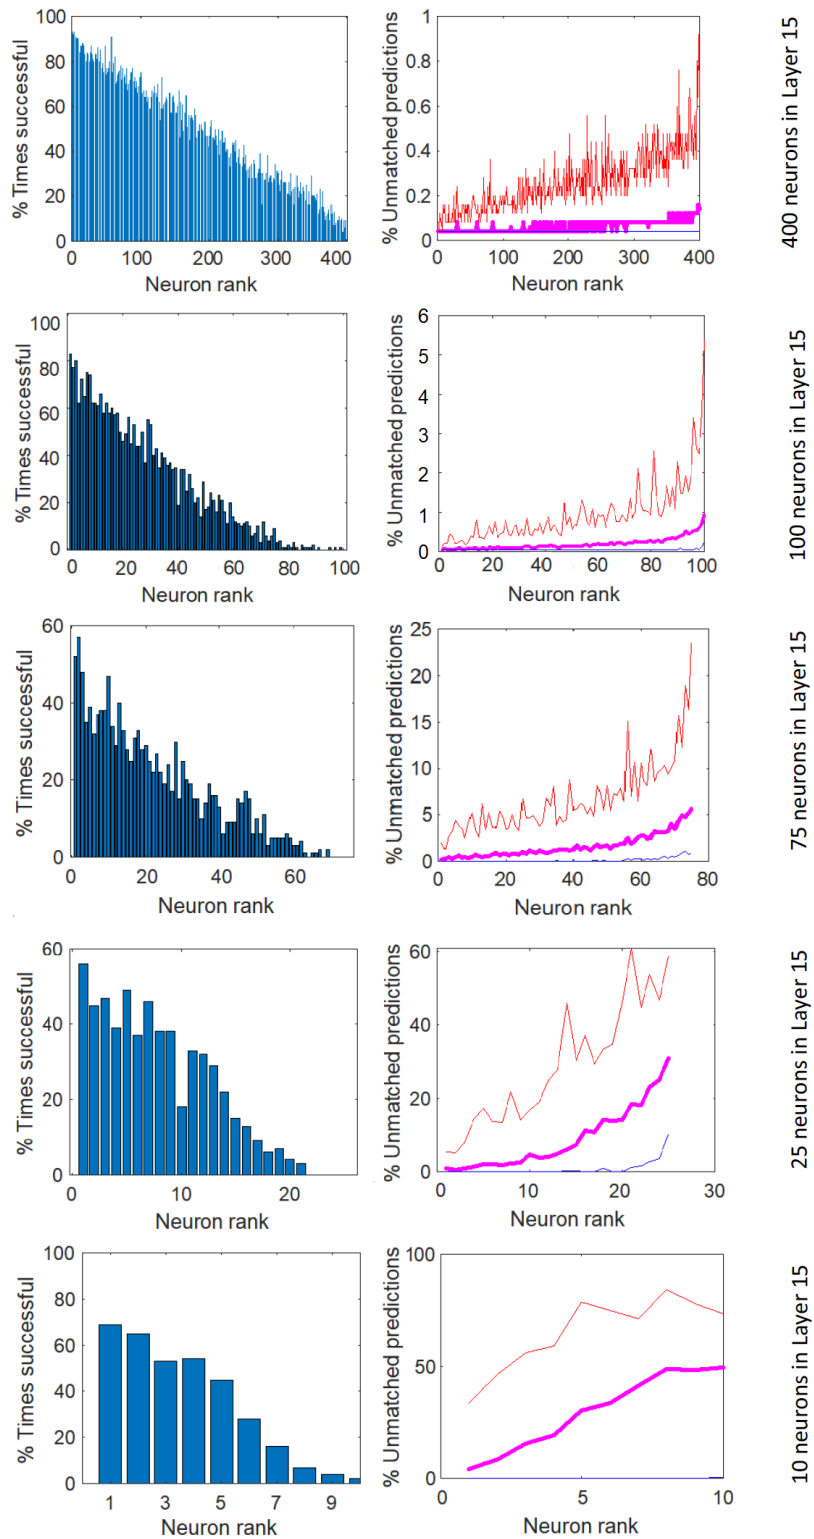 % Times successful
100
80
60
40
20
0
0 100 200 300 400
Neuron rank
% Unmatched predictions
1
0.8
0.6
0.4
0.2
0
0 100 200 300 400
Neuron rank
400 neurons in Layer 15
% Times successful
100
80
60
40
20
0
0 20 40 60 80 100
Neuron rank
% Unmatched predictions
6
5
4
3
2
1
0
0 20 40 60 80 100
Neuron rank
100 neurons in Layer 15
% Times successful
60
40
20
0
0 20 40 60
Neuron rank
% Unmatched predictions
25
20
15
10
5
0
0 20 40 60 80
Neuron rank
75 neurons in Layer 15
% Times successful
60
40
20
0
0 10 20
Neuron rank
% Unmatched predictions
60
40
20
0
0 10 20 30
Neuron rank
25 neurons in Layer 15
% Times successful
100
80
60
40
20
0
1 3 5 7 9
Neuron rank
% Unmatched predictions
100
50
0
0 5 10
Neuron rank
10 neurons in Layer 15